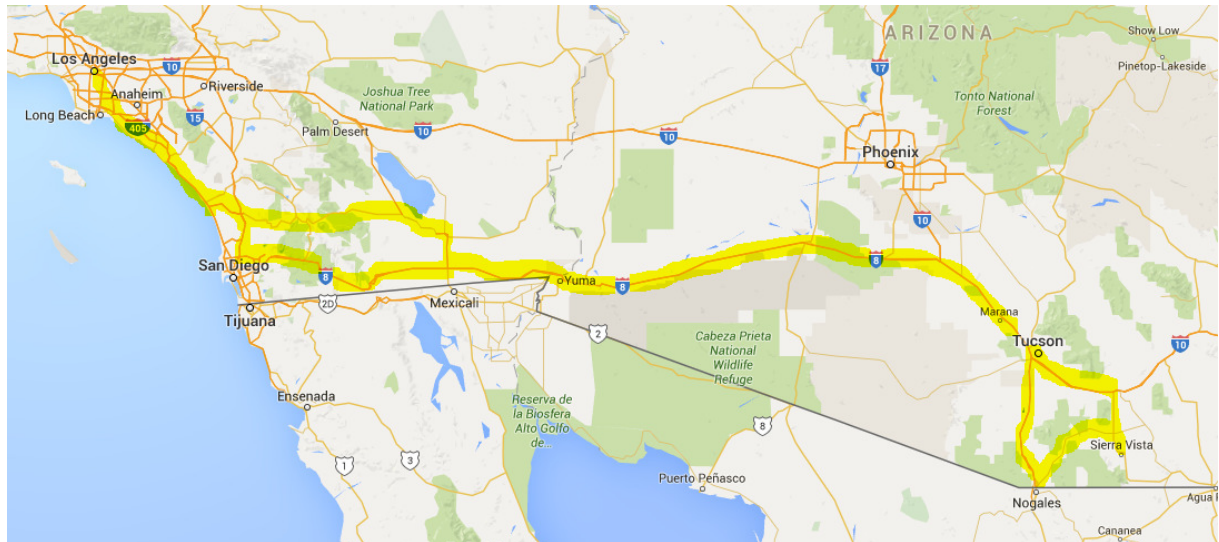 ARIZONA
Show Low
Pinetop-Lakeside
Los Angeles
10
17
Riverside
Anaheim
Joshua Tree
National Park
Tonto National
Forest
Long Beach
405
15
Palm Desert
10
10
Phoenix
10
San Diego
8
Yuma
8
8
Mexicali
2D
Tijuana
Marana
2
Cabeza Prieta
National
Wildlife
Refuge
Tucson
10
Ensenada
Reserva de
la Biosfera
Alto Golfo
de...
8
Sierra Vista
1
3
Puerto Peñasco
Nogales
Agua P
Cananea